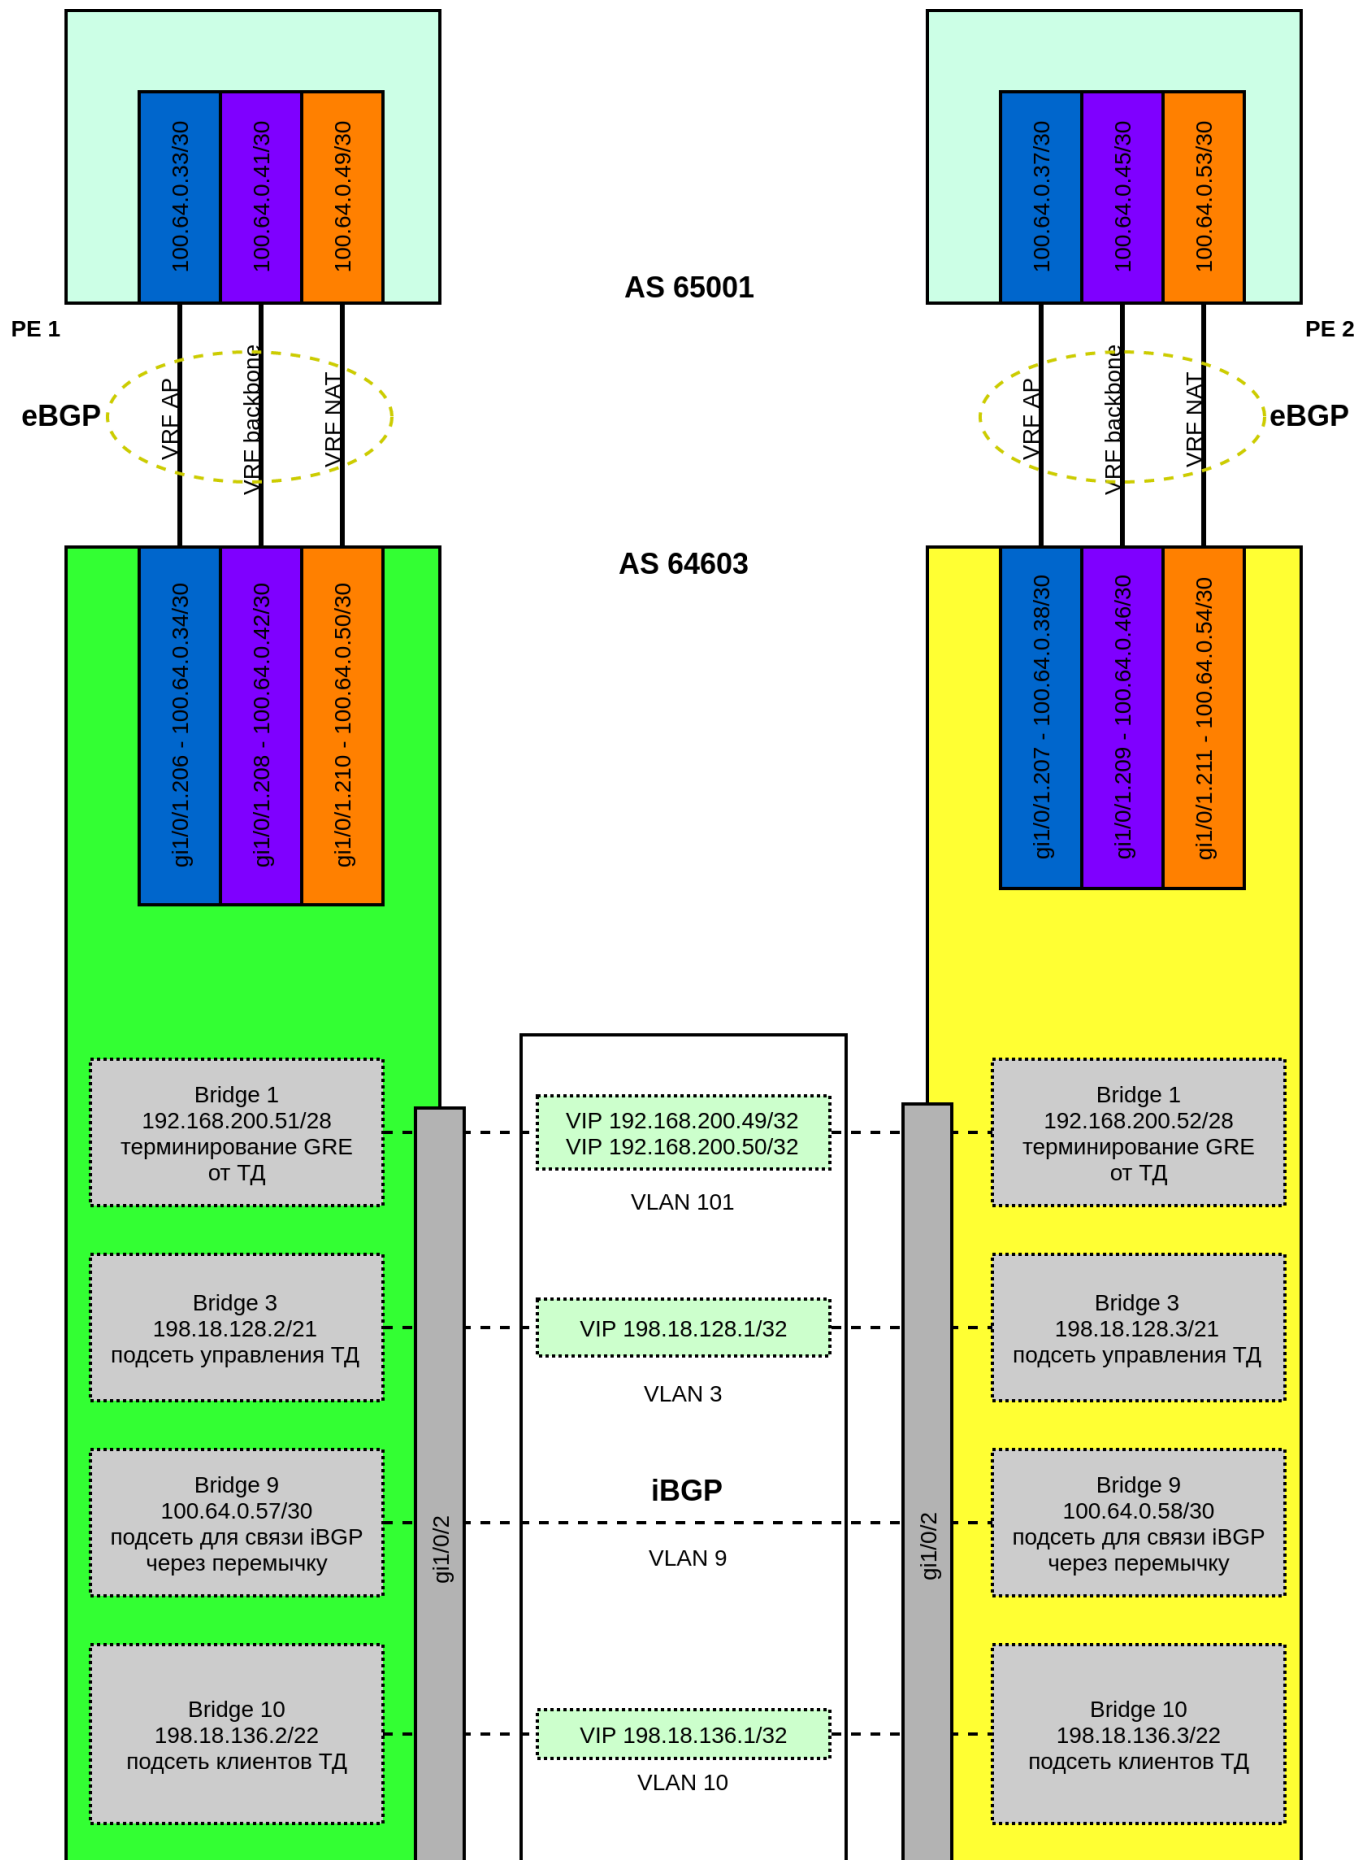 100.64.0.33/30
100.64.0.41/30
100.64.0.49/30
100.64.0.37/30
100.64.0.45/30
100.64.0.53/30
AS 65001
PE 1
PE 2
eBGP
VRF AP
VRF backbone
VRF NAT
VRF AP
VRF backbone
VRF NAT
eBGP
AS 64603
gi1/0/1.206 - 100.64.0.34/30
gi1/0/1.208 - 100.64.0.42/30
gi1/0/1.210 - 100.64.0.50/30
gi1/0/1.207 - 100.64.0.38/30
gi1/0/1.209 - 100.64.0.46/30
gi1/0/1.211 - 100.64.0.54/30
Bridge 1
192.168.200.51/28
терминирование GRE
от ТД
VIP 192.168.200.49/32
VIP 192.168.200.50/32
VLAN 101
Bridge 1
192.168.200.52/28
терминирование GRE
от ТД
Bridge 3
198.18.128.2/21
подсеть управления ТД
VIP 198.18.128.1/32
VLAN 3
Bridge 3
198.18.128.3/21
подсеть управления ТД
Bridge 9
100.64.0.57/30
подсеть для связи iBGP
через перемычку
gi1/0/2
iBGP
VLAN 9
gi1/0/2
Bridge 9
100.64.0.58/30
подсеть для связи iBGP
через перемычку
Bridge 10
198.18.136.2/22
подсеть клиентов ТД
VIP 198.18.136.1/32
VLAN 10
Bridge 10
198.18.136.3/22
подсеть клиентов ТД